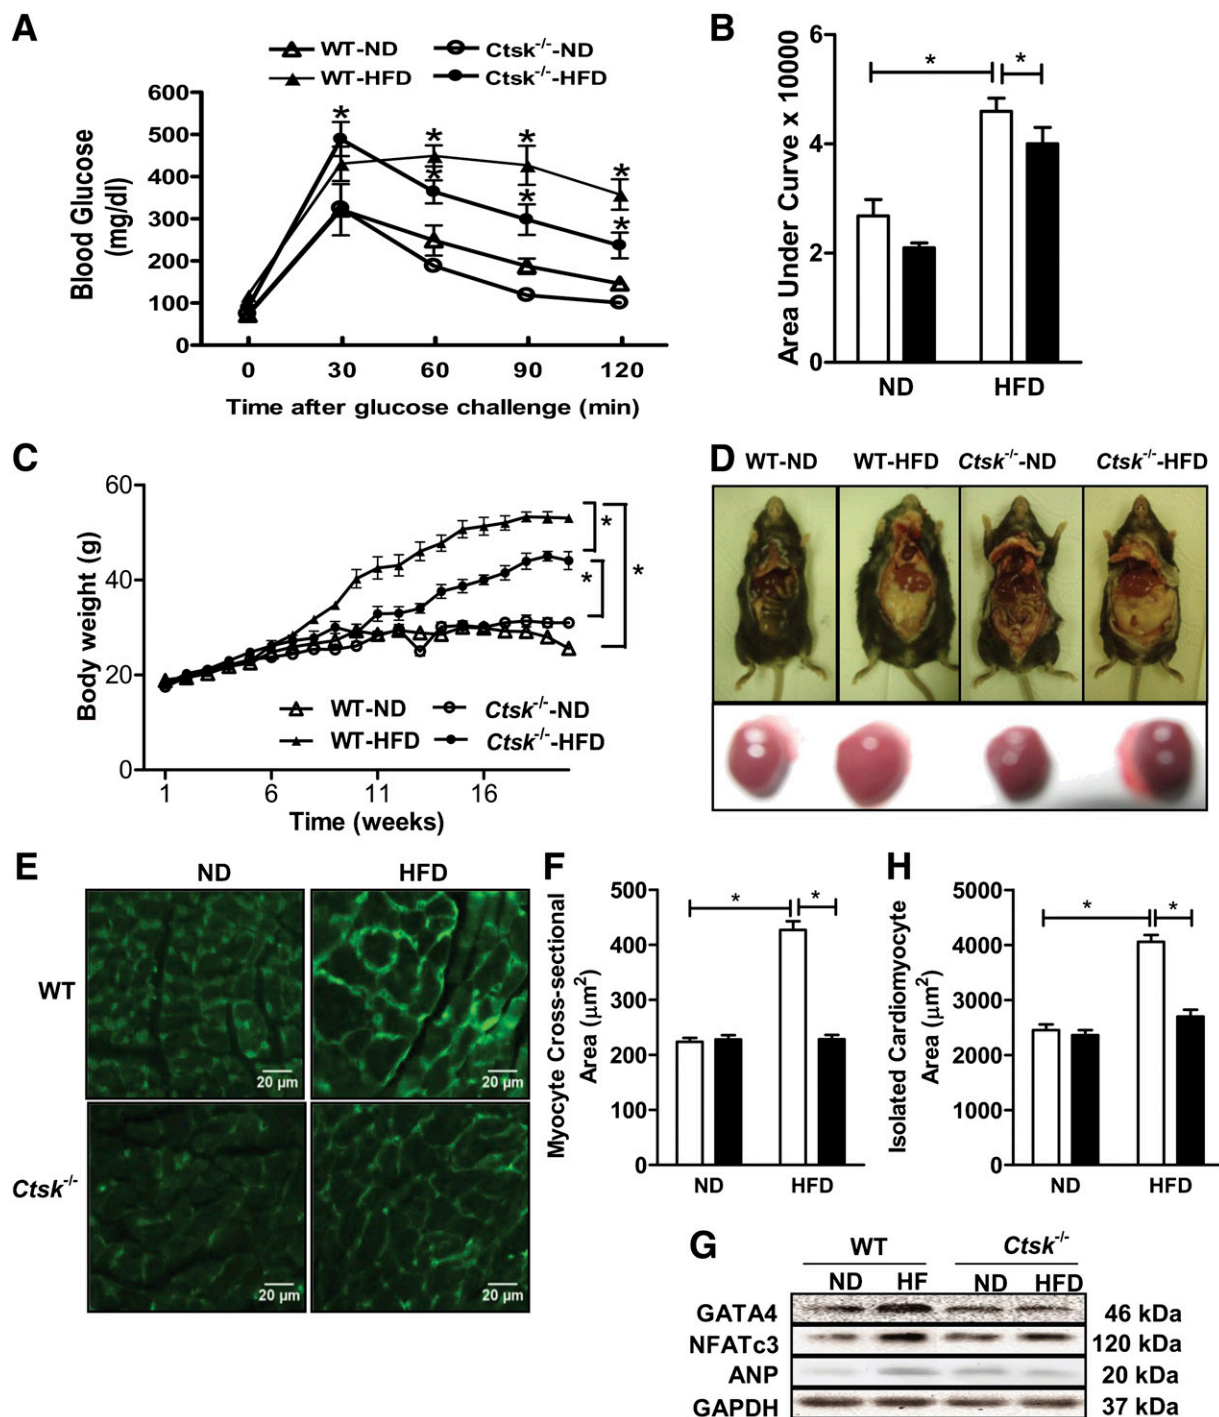 A
WT-ND Ctsk-/--ND
WT-HFD Ctsk-/--HFD
Blood Glucose
(mg/dl)
600
500
400
300
200
100
0
* * * * * * *
0 30 60 90 120
Time after glucose challenge (min)
B
Area Under Curve x 10000
6
4
2
0
* *
ND HFD
C
Body weight (g)
60
40
20
0
* * *
WT-ND Ctsk-/--ND
WT-HFD Ctsk-/--HFD
1 6 11 16
Time (weeks)
D
WT-ND WT-HFD Ctsk-/--ND Ctsk-/--HFD
E
ND HFD
WT
20 µm 20 µm
Ctsk-/-
20 µm 20 µm
F
Myocyte Cross-sectional
Area (µm2)
500
400
300
200
100
0
* *
ND HFD
H
Isolated Cardiomyocyte
Area (µm2)
5000
4000
3000
2000
1000
0
* *
ND HFD
G
WT Ctsk-/-
ND HF ND HFD
GATA4 46 kDa
NFATc3 120 kDa
ANP 20 kDa
GAPDH 37 kDa